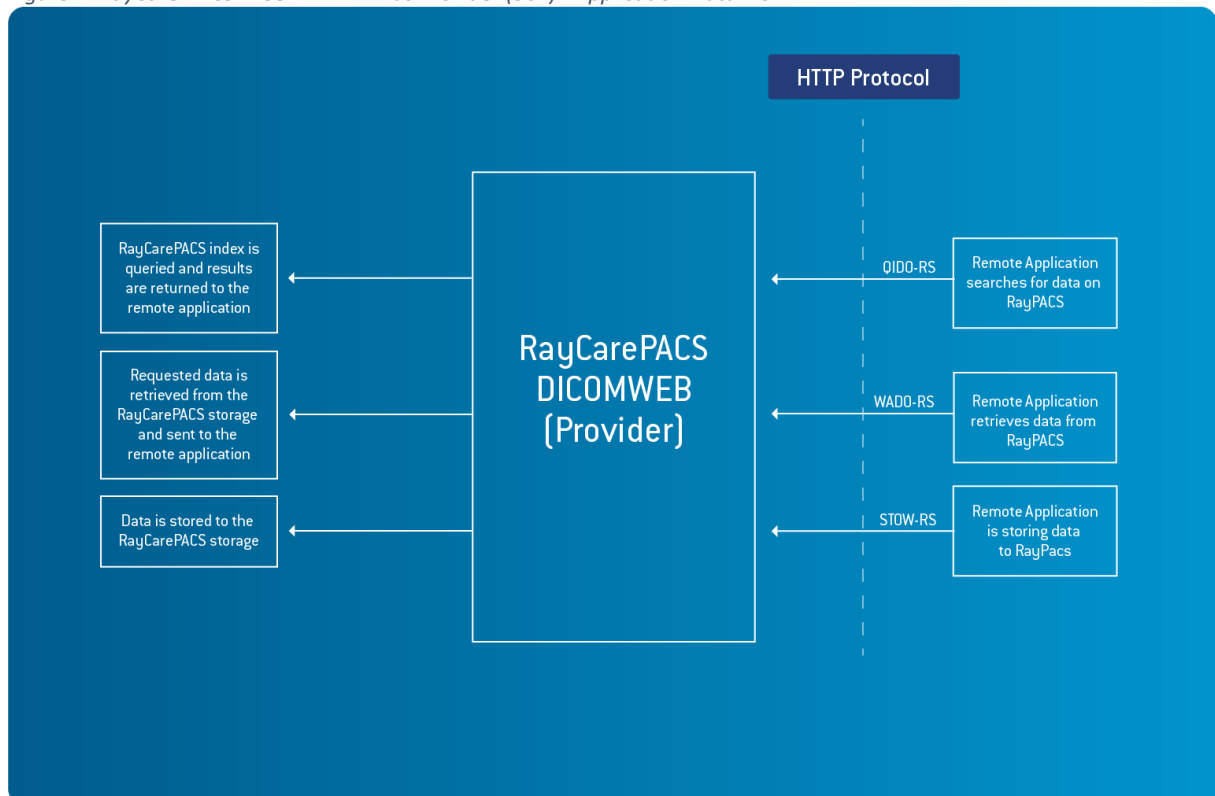 HTTP Protocol
RayCarePACS index is
queried and results
are returned to the
remote application
Requested data is
retrieved from the
RayCarePACS storage
and sent to the
remote application
Data is stored to the
RayCarePACS storage
RayCarePACS
DICOMWEB
(Provider)
QIDO-RS
WADO-RS
STOW-RS
Remote Application
searches for data on
RayPACS
Remote Application
retrieves data from
RayPACS
Remote Application
is storing data
to RayPacs